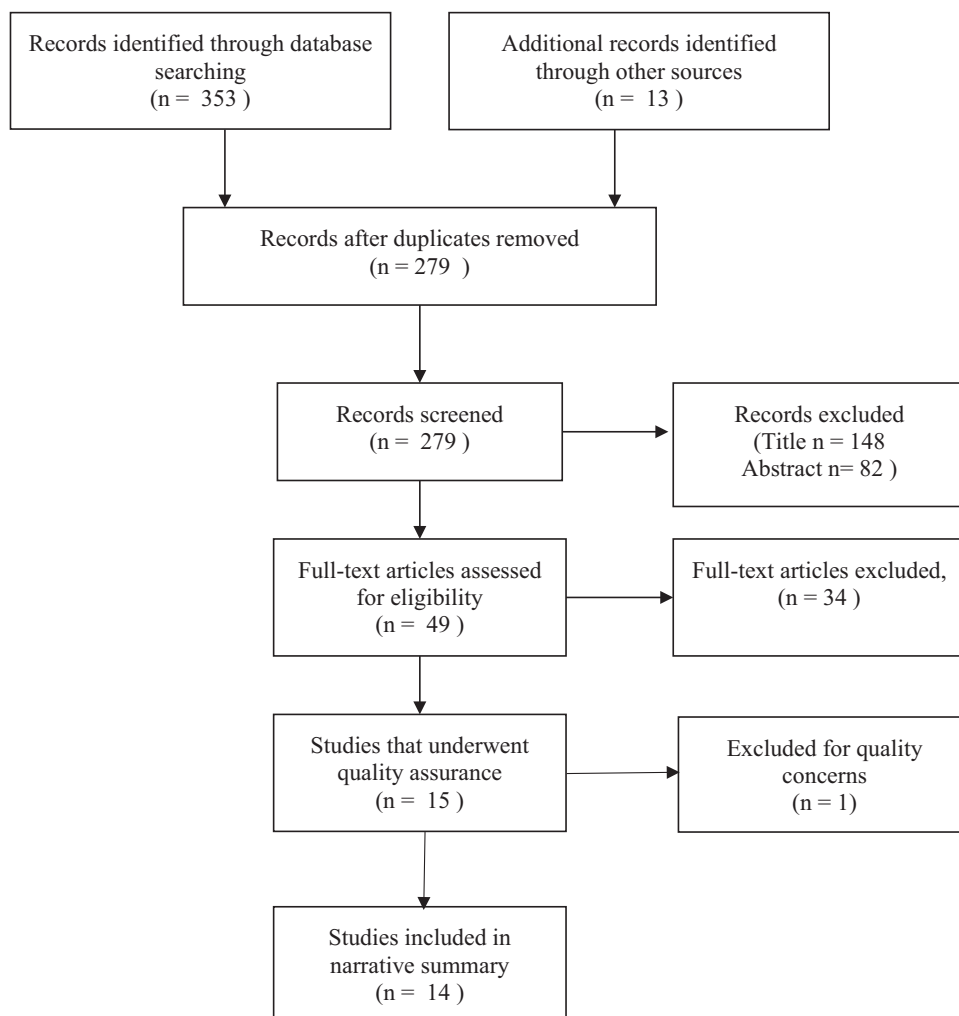 Records identified through database
searching
(n = 353 )
Additional records identified
through other sources
(n = 13 )
Records after duplicates removed
(n = 279 )
Records screened
(n = 279 )
Records excluded
(Title n = 148
Abstract n= 82 )
Full-text articles assessed
for eligibility
(n = 49 )
Full-text articles excluded,
(n = 34 )
Studies that underwent
quality assurance
(n = 15 )
Excluded for quality
concerns
(n = 1)
Studies included in
narrative summary
(n = 14 )